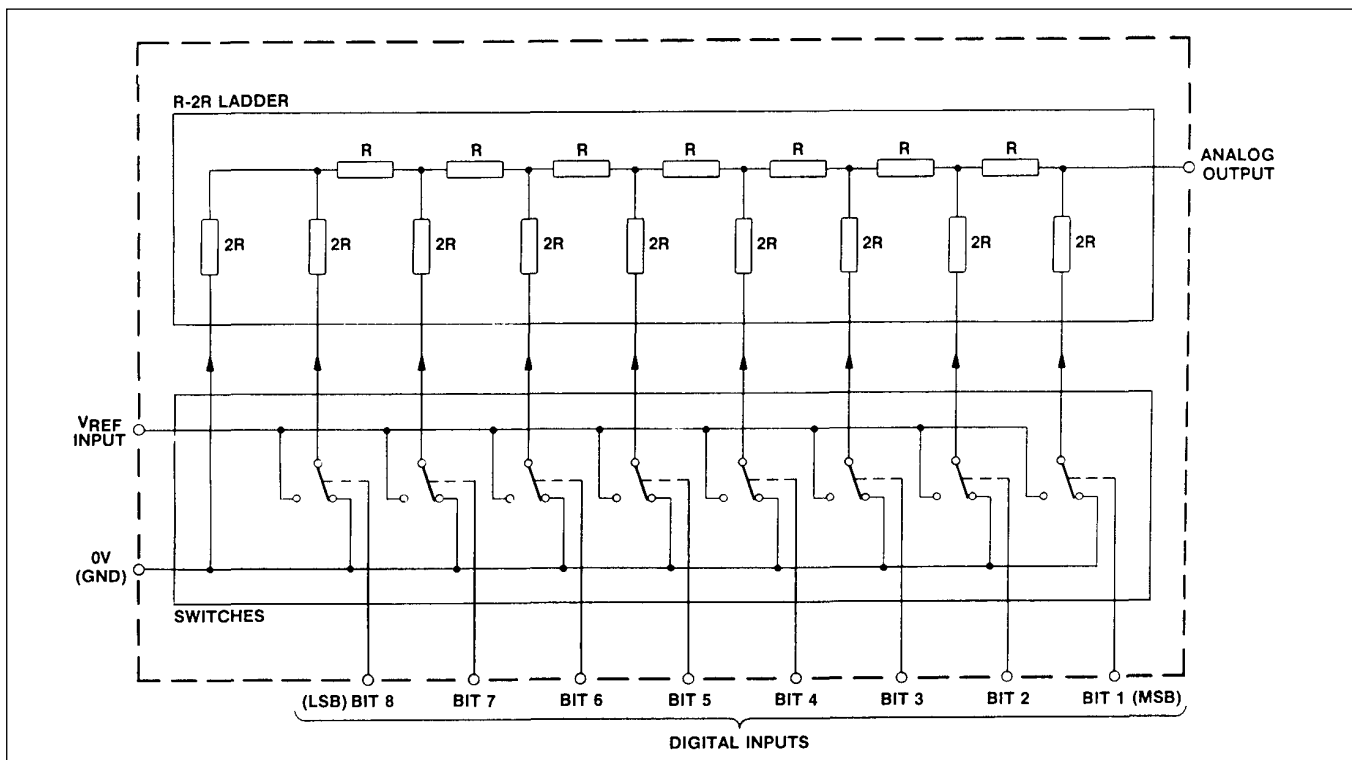 R-2R LADDER
R R R R R R R
ANALOG
OUTPUT
2R 2R 2R 2R 2R 2R 2R 2R 2R
VREF
INPUT
0V
(GND)
SWITCHES
(LSB) BIT 8 BIT 7 BIT 6 BIT 5 BIT 4 BIT 3 BIT 2 BIT 1 (MSB)
DIGITAL INPUTS